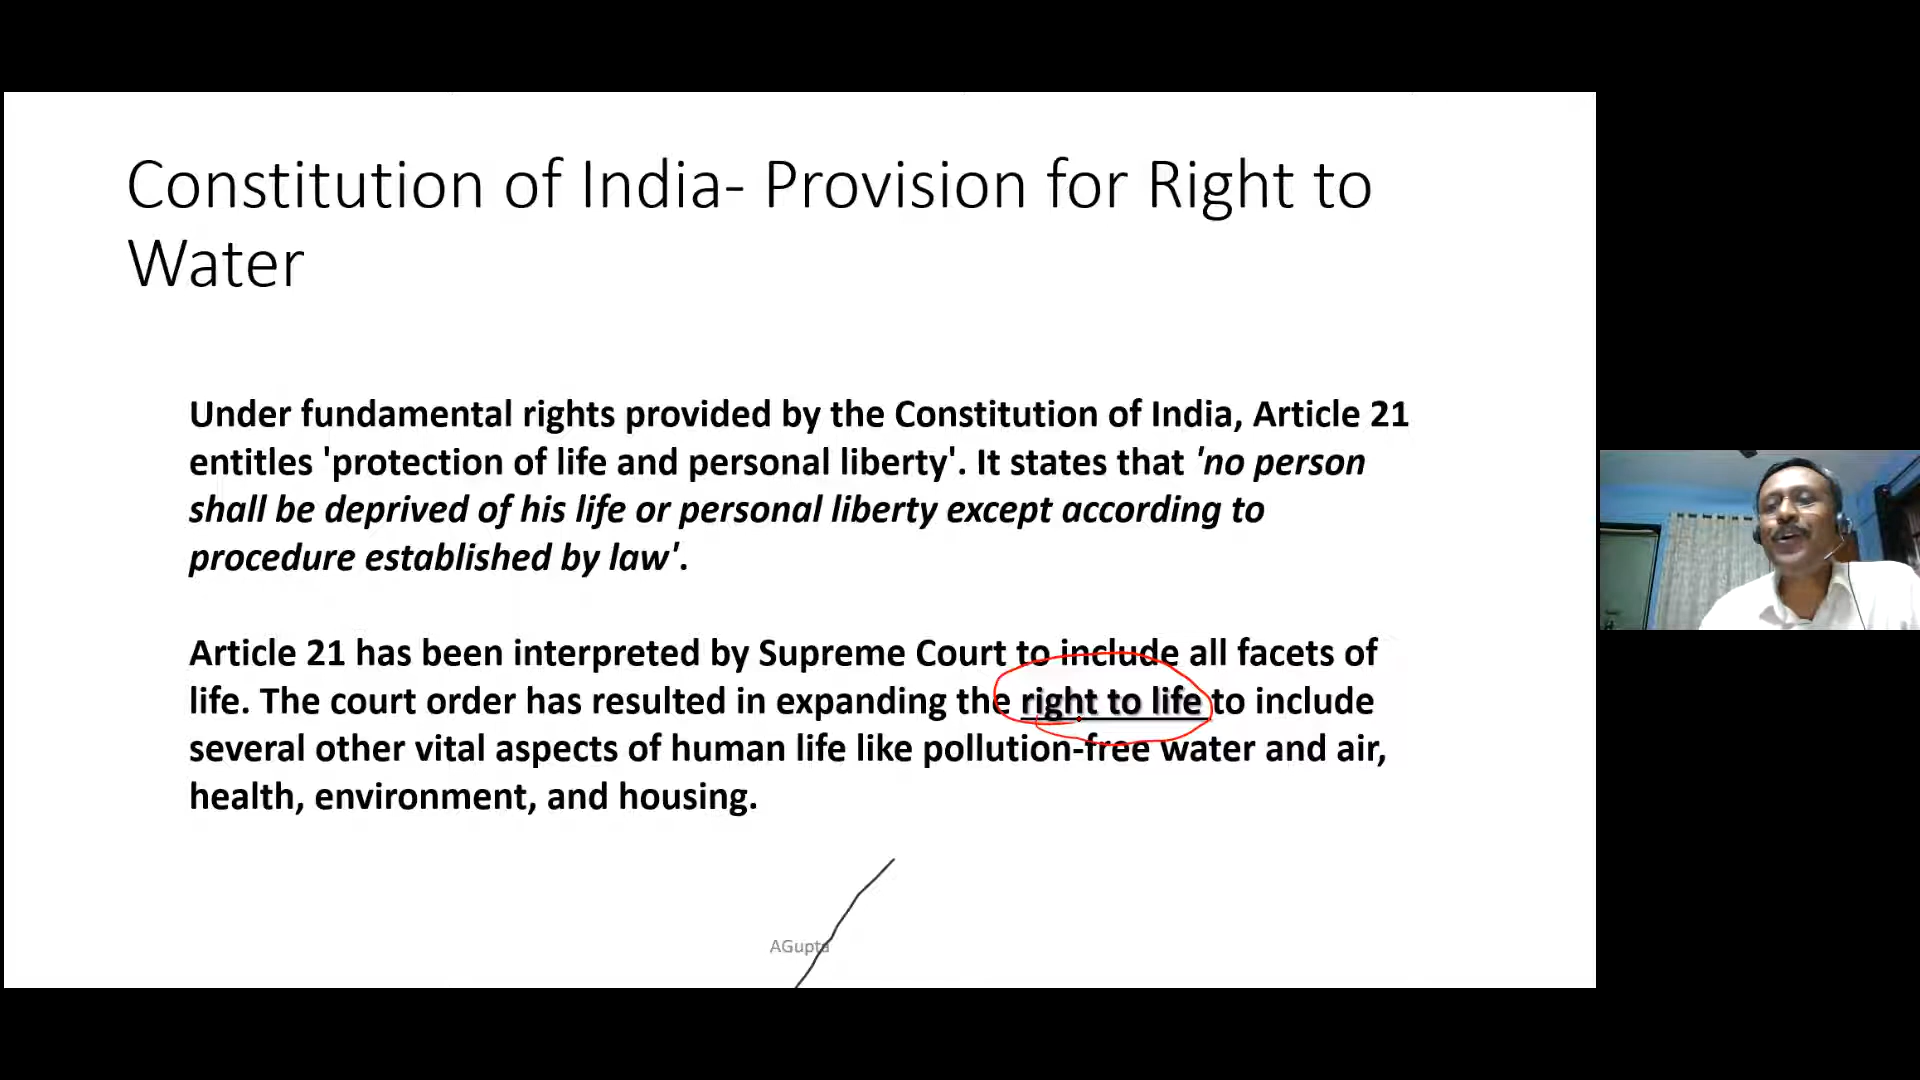 Constitution of India- Provision for Right to
Water
Under fundamental rights provided by the Constitution of India, Article 21
entitles 'protection of life and personal liberty'. It states that 'no person
shall be deprived of his life or personal liberty except according to
procedure established by law'.
Article 21 has been interpreted by Supreme Court to include all facets of
life. The court order has resulted in expanding the right to life to include
several other vital aspects of human life like pollution-free water and air,
health, environment, and housing.
AGupta